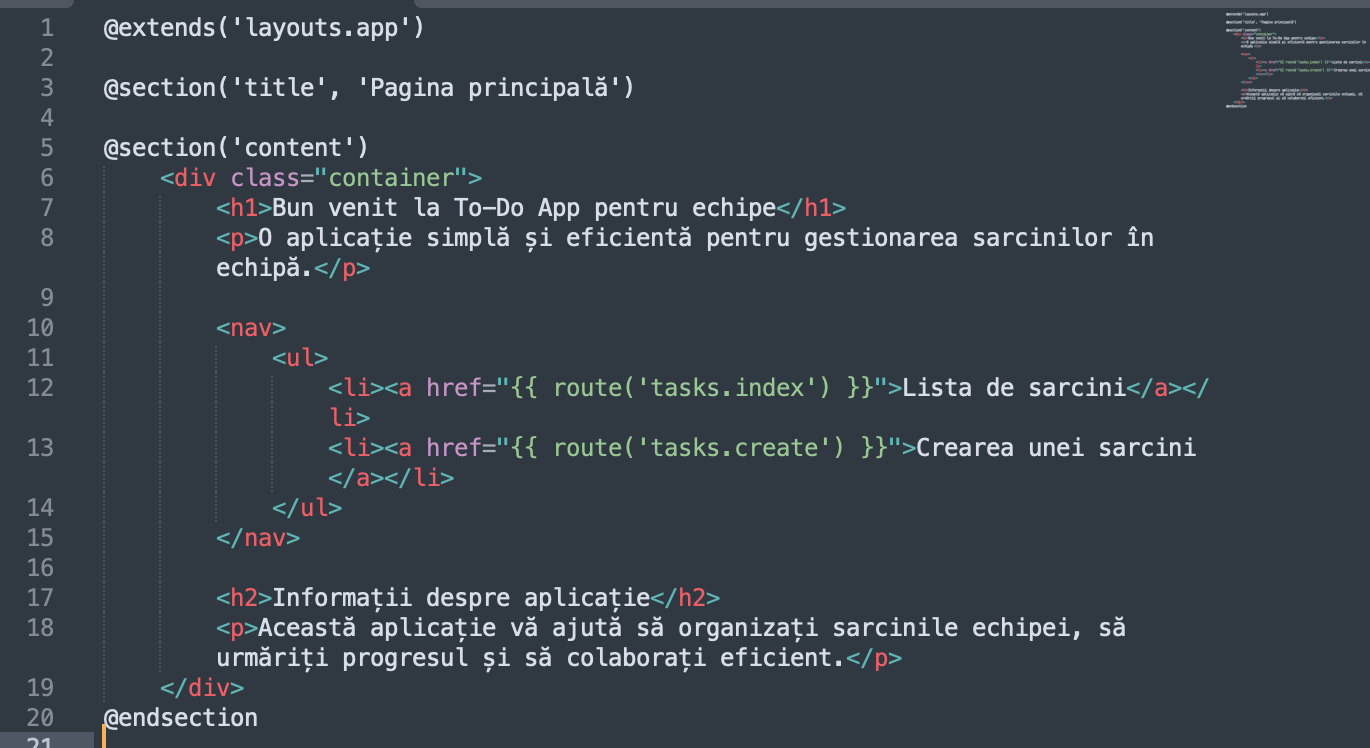 1 @extends('layouts.app')
2
3 @section('title', 'Pagina principală')
4
5 @section('content')
6 <div class="container">
7 <h1>Bun venit la To-Do App pentru echipe</h1>
8 <p>O aplicație simplă și eficientă pentru gestionarea sarcinilor în
echipă.</p>
9
10 <nav>
11 <ul>
12 <li><a href="{{ route('tasks.index') }}">Lista de sarcini</a></
li>
13 <li><a href="{{ route('tasks.create') }}">Crearea unei sarcini
</a></li>
14 </ul>
15 </nav>
16
17 <h2>Informații despre aplicație</h2>
18 <p>Această aplicație vă ajută să organizați sarcinile echipei, să
urmăriți progresul și să colaborați eficient.</p>
19 </div>
20 @endsection
21